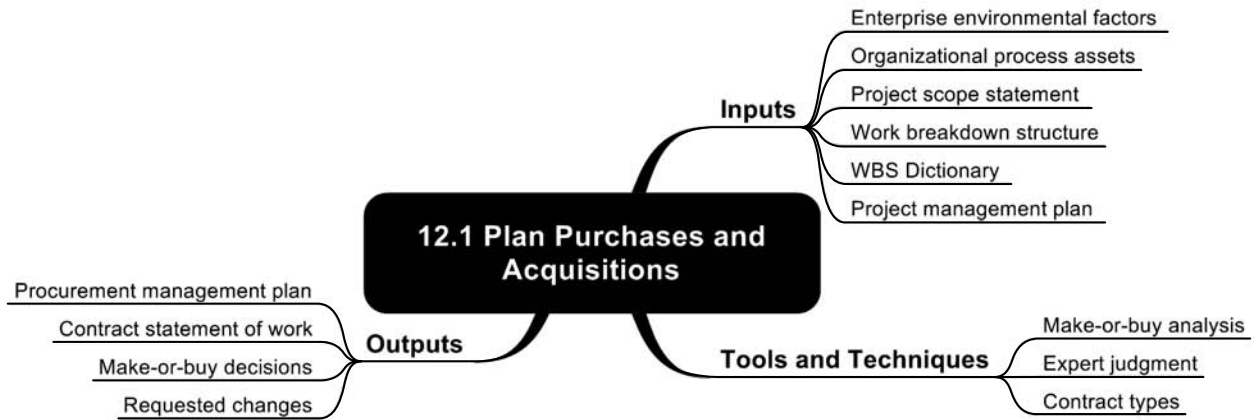 12.1 Plan Purchases and
Acquisitions
Inputs
Enterprise environmental factors
Organizational process assets
Project scope statement
Work breakdown structure
WBS Dictionary
Project management plan
Tools and Techniques
Make-or-buy analysis
Expert judgment
Contract types
Outputs
Procurement management plan
Contract statement of work
Make-or-buy decisions
Requested changes